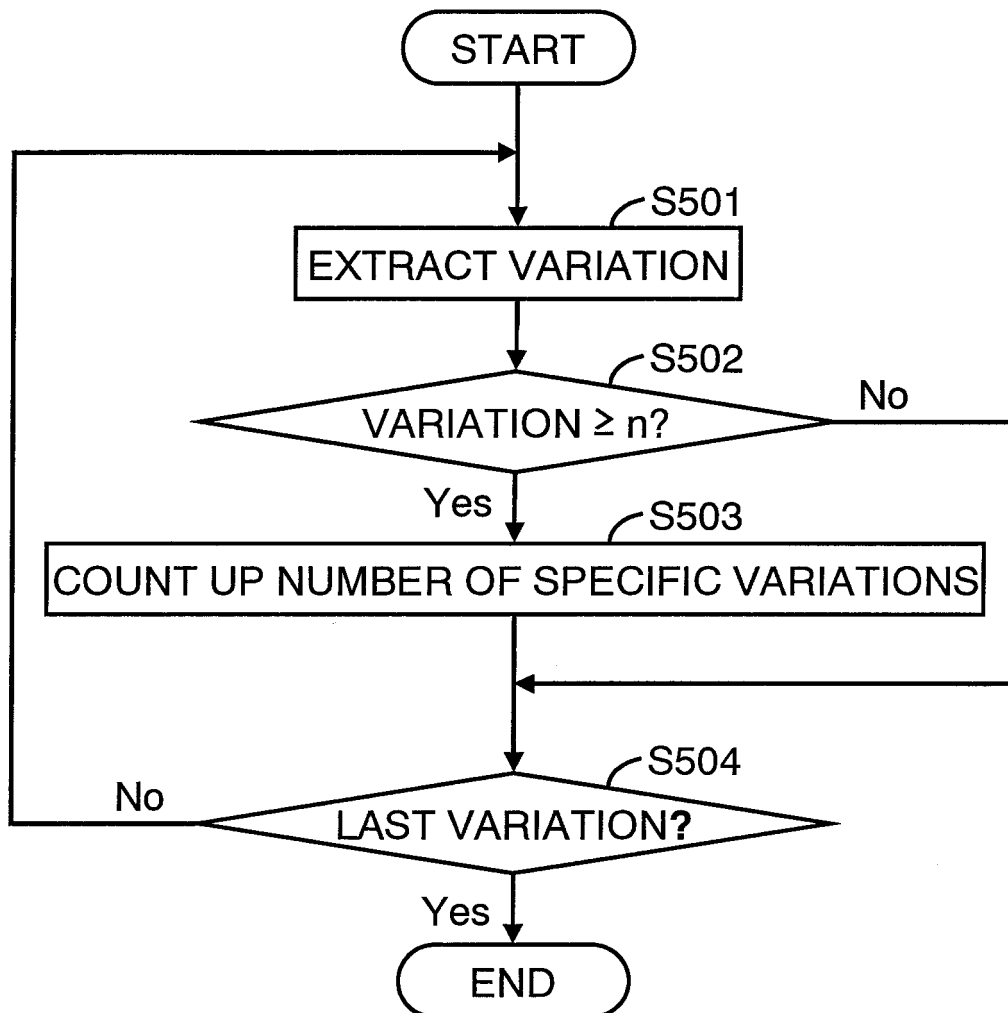 START
S501
EXTRACT VARIATION
S502
VARIATION ≥ n?
No
Yes
S503
COUNT UP NUMBER OF SPECIFIC VARIATIONS
S504
No
LAST VARIATION?
Yes
END